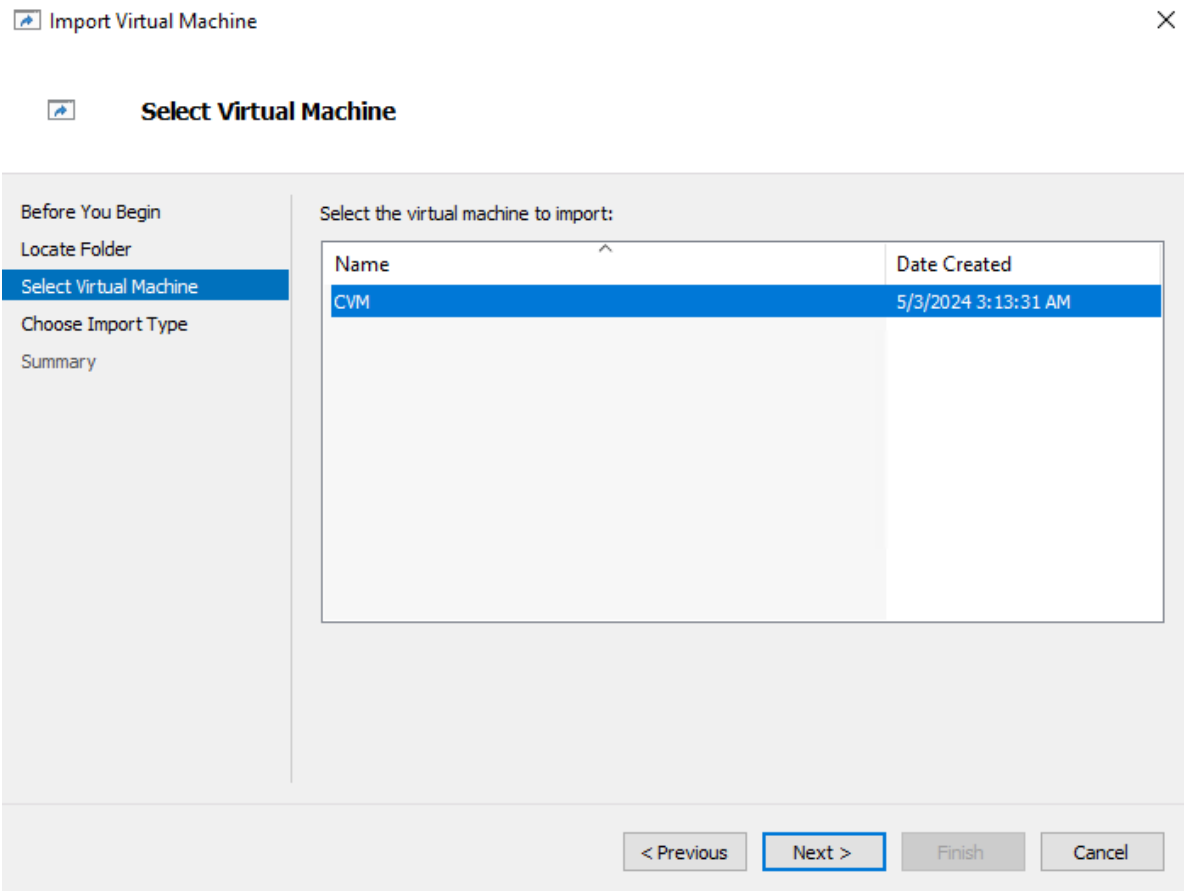 Import Virtual Machine
Select Virtual Machine
Before You Begin
Locate Folder
Select Virtual Machine
Choose Import Type
Summary
Select the virtual machine to import:
Name Date Created
CVM 5/3/2024 3:13:31 AM
< Previous Next > Finish Cancel